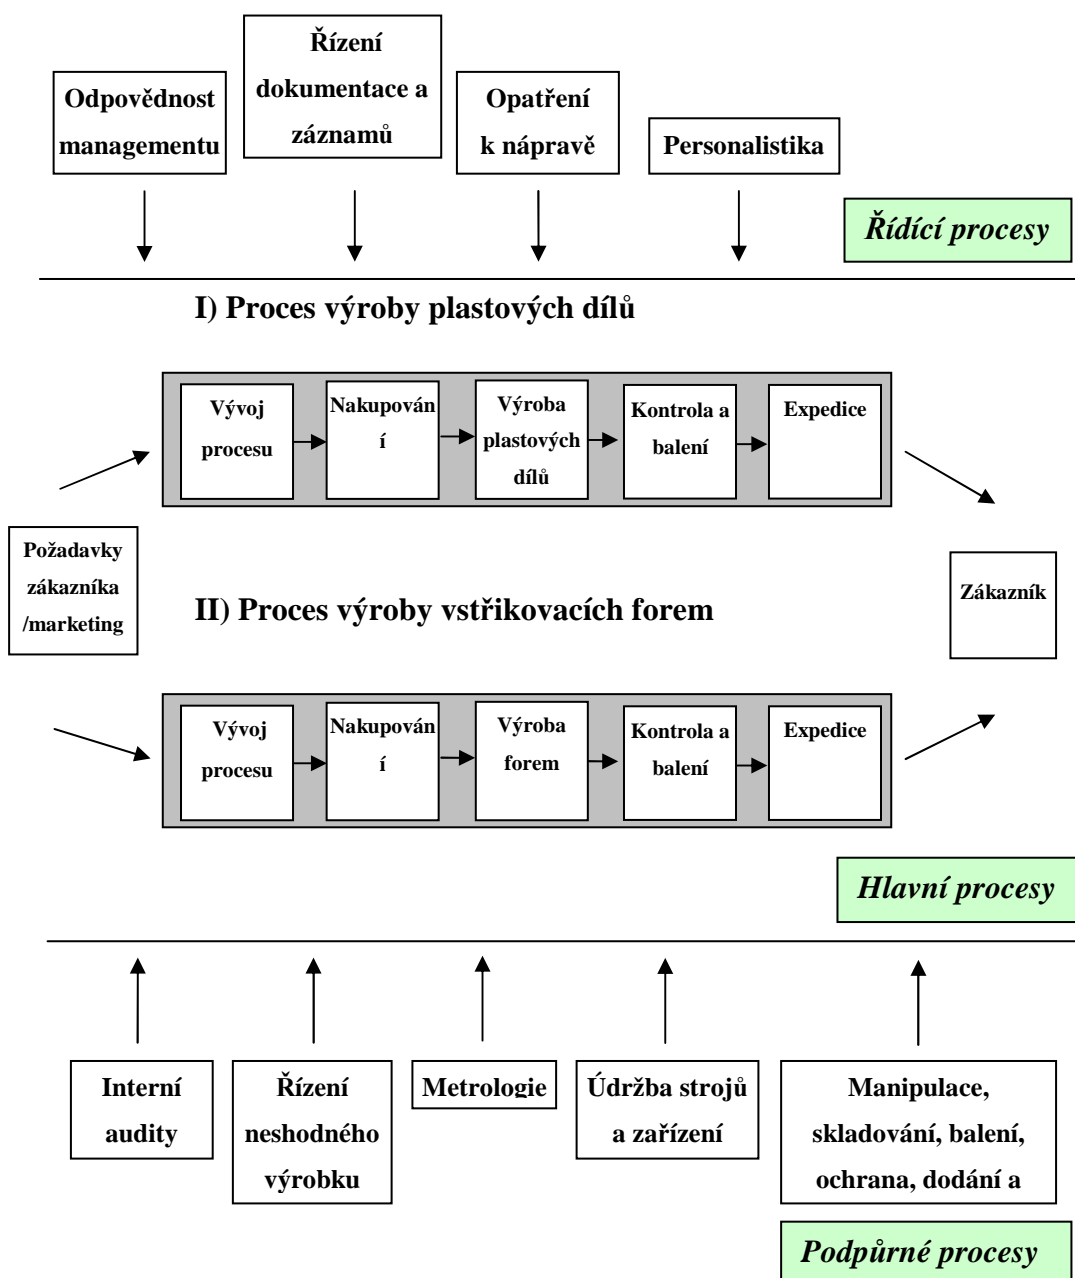 Odpovědnost
managementu
Řízení
dokumentace a
záznamů
Opatření
k nápravě
Personalistika
Řídící procesy
I) Proces výroby plastových dílů
Vývoj
procesu
Nakupován
í
Výroba
plastových
dílů
Kontrola a
balení
Expedice
Požadavky
zákazníka
/marketing
II) Proces výroby vstřikovacích forem
Zákazník
Vývoj
procesu
Nakupován
í
Výroba
forem
Kontrola a
balení
Expedice
Hlavní procesy
Interní
audity
Řízení
neshodného
výrobku
Metrologie
Údržba strojů
a zařízení
Manipulace,
skladování, balení,
ochrana, dodání a
Podpůrné procesy